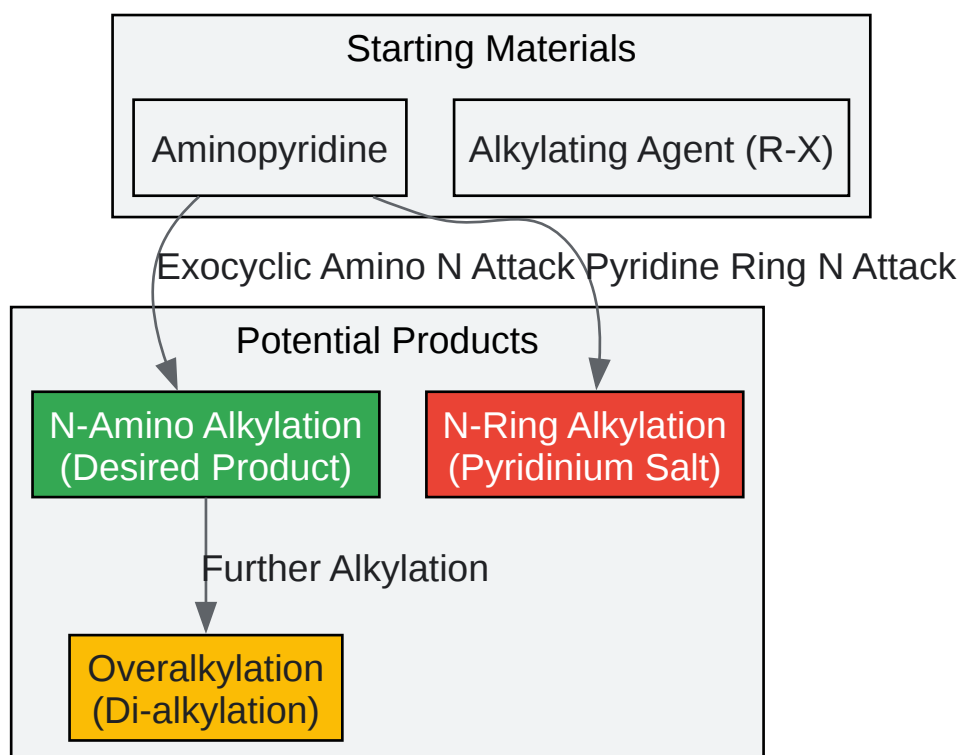 Starting Materials
Aminopyridine
Alkylating Agent (R-X)
Exocyclic Amino N Attack
Pyridine Ring N Attack
Potential Products
N-Amino Alkylation
(Desired Product)
N-Ring Alkylation
(Pyridinium Salt)
Further Alkylation
Overalkylation
(Di-alkylation)